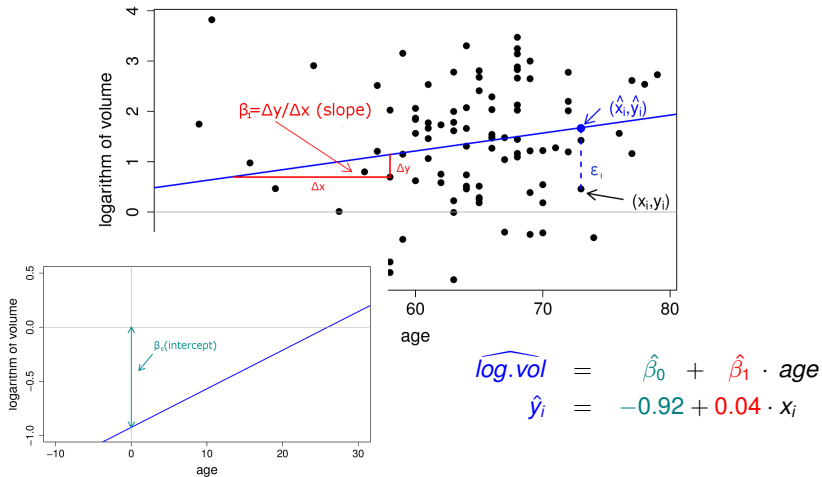 logarithm of volume
4
3
2
1
0
β₁=Δy/Δx (slope)
Δx
Δy
(x̂ᵢ,ŷᵢ)
εᵢ
(xᵢ,yᵢ)
60
70
80
age
logarithm of volume
0.5
0.0
−0.5
−1.0
β₀(intercept)
−10
0
10
20
30
age
log.vol = β̂₀ + β̂₁ · age
ŷᵢ = −0.92 + 0.04 · xᵢ